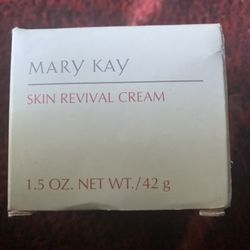 MARY KAY
SKIN REVIVAL CREAM
1.5 OZ. NET WT./42 g